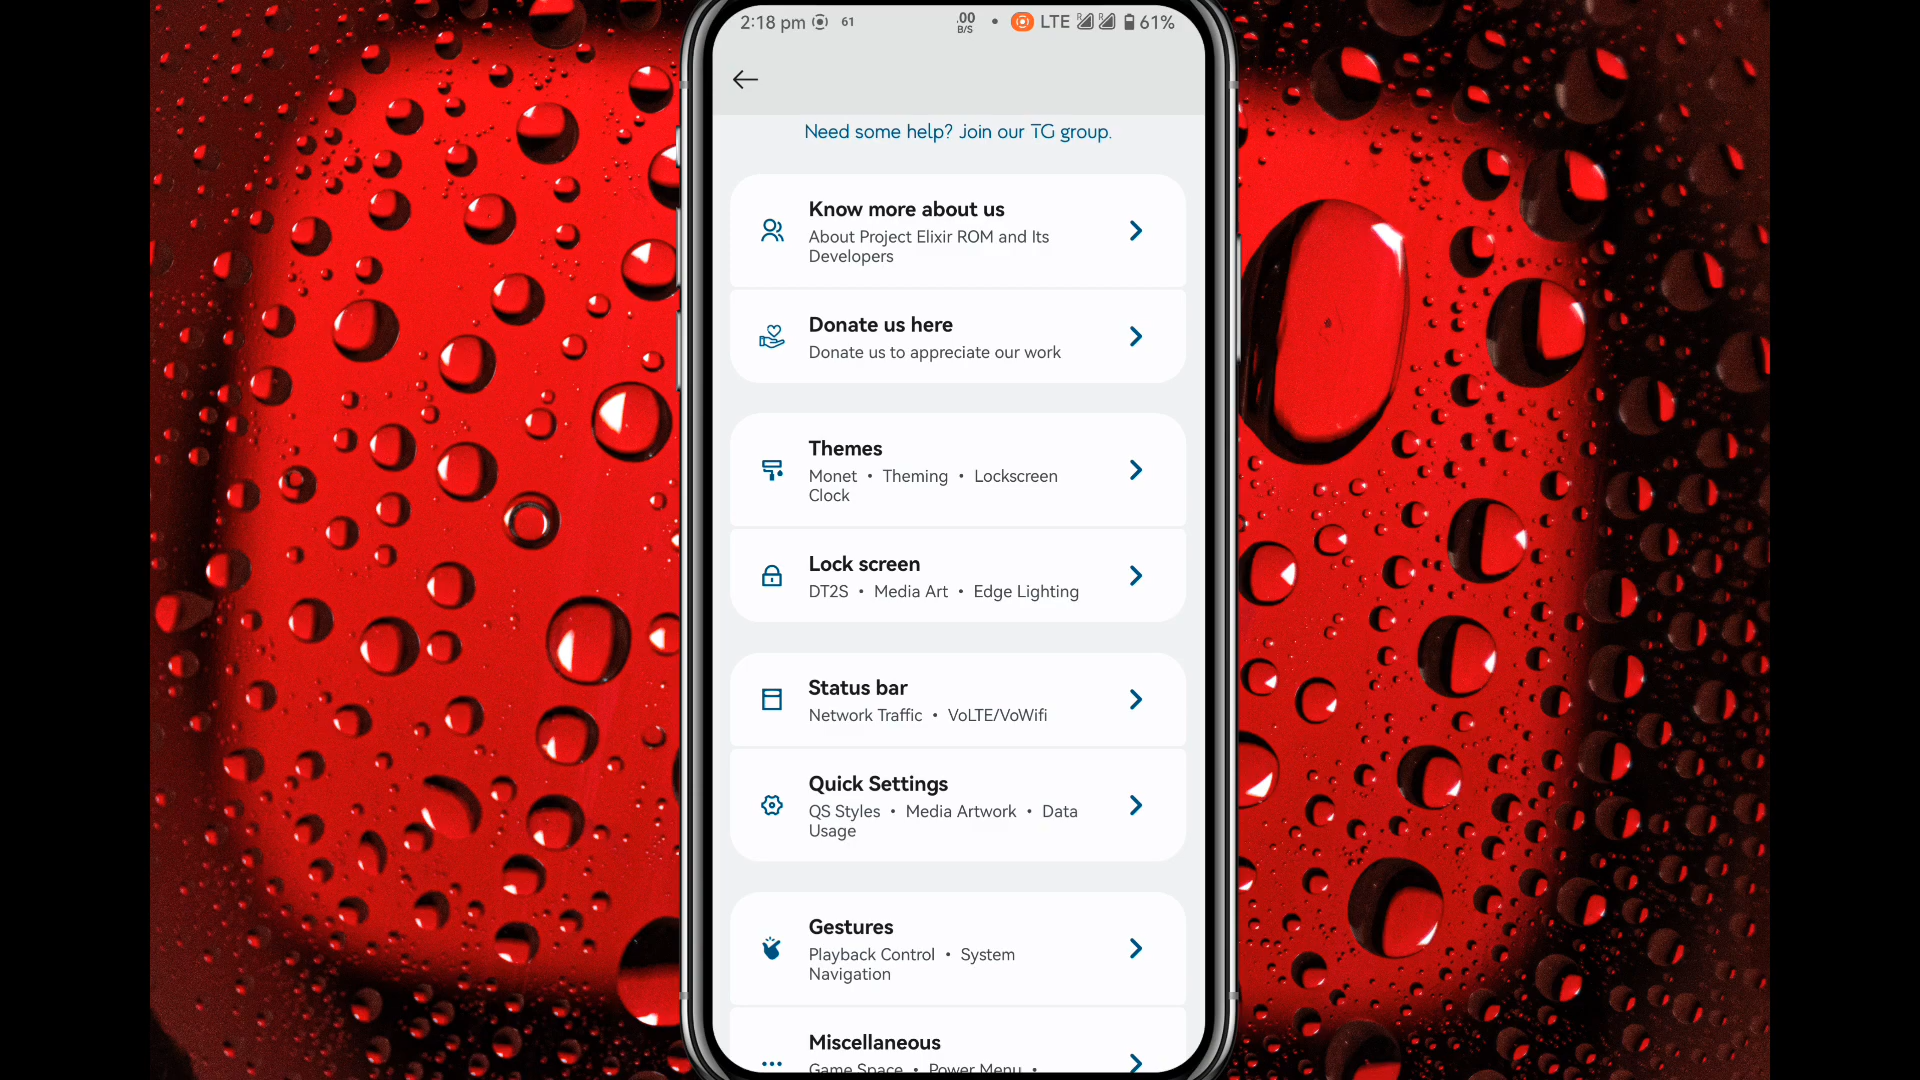 2:18 pm 61 .00 B/S • LTE 61%
Need some help? Join our TG group.
Know more about us
About Project Elixir ROM and Its
Developers
Donate us here
Donate us to appreciate our work
Themes
Monet • Theming • Lockscreen
Clock
Lock screen
DT2S • Media Art • Edge Lighting
Status bar
Network Traffic • VoLTE/VoWifi
Quick Settings
QS Styles • Media Artwork • Data
Usage
Gestures
Playback Control • System
Navigation
Miscellaneous
Game Space • Power Menu •